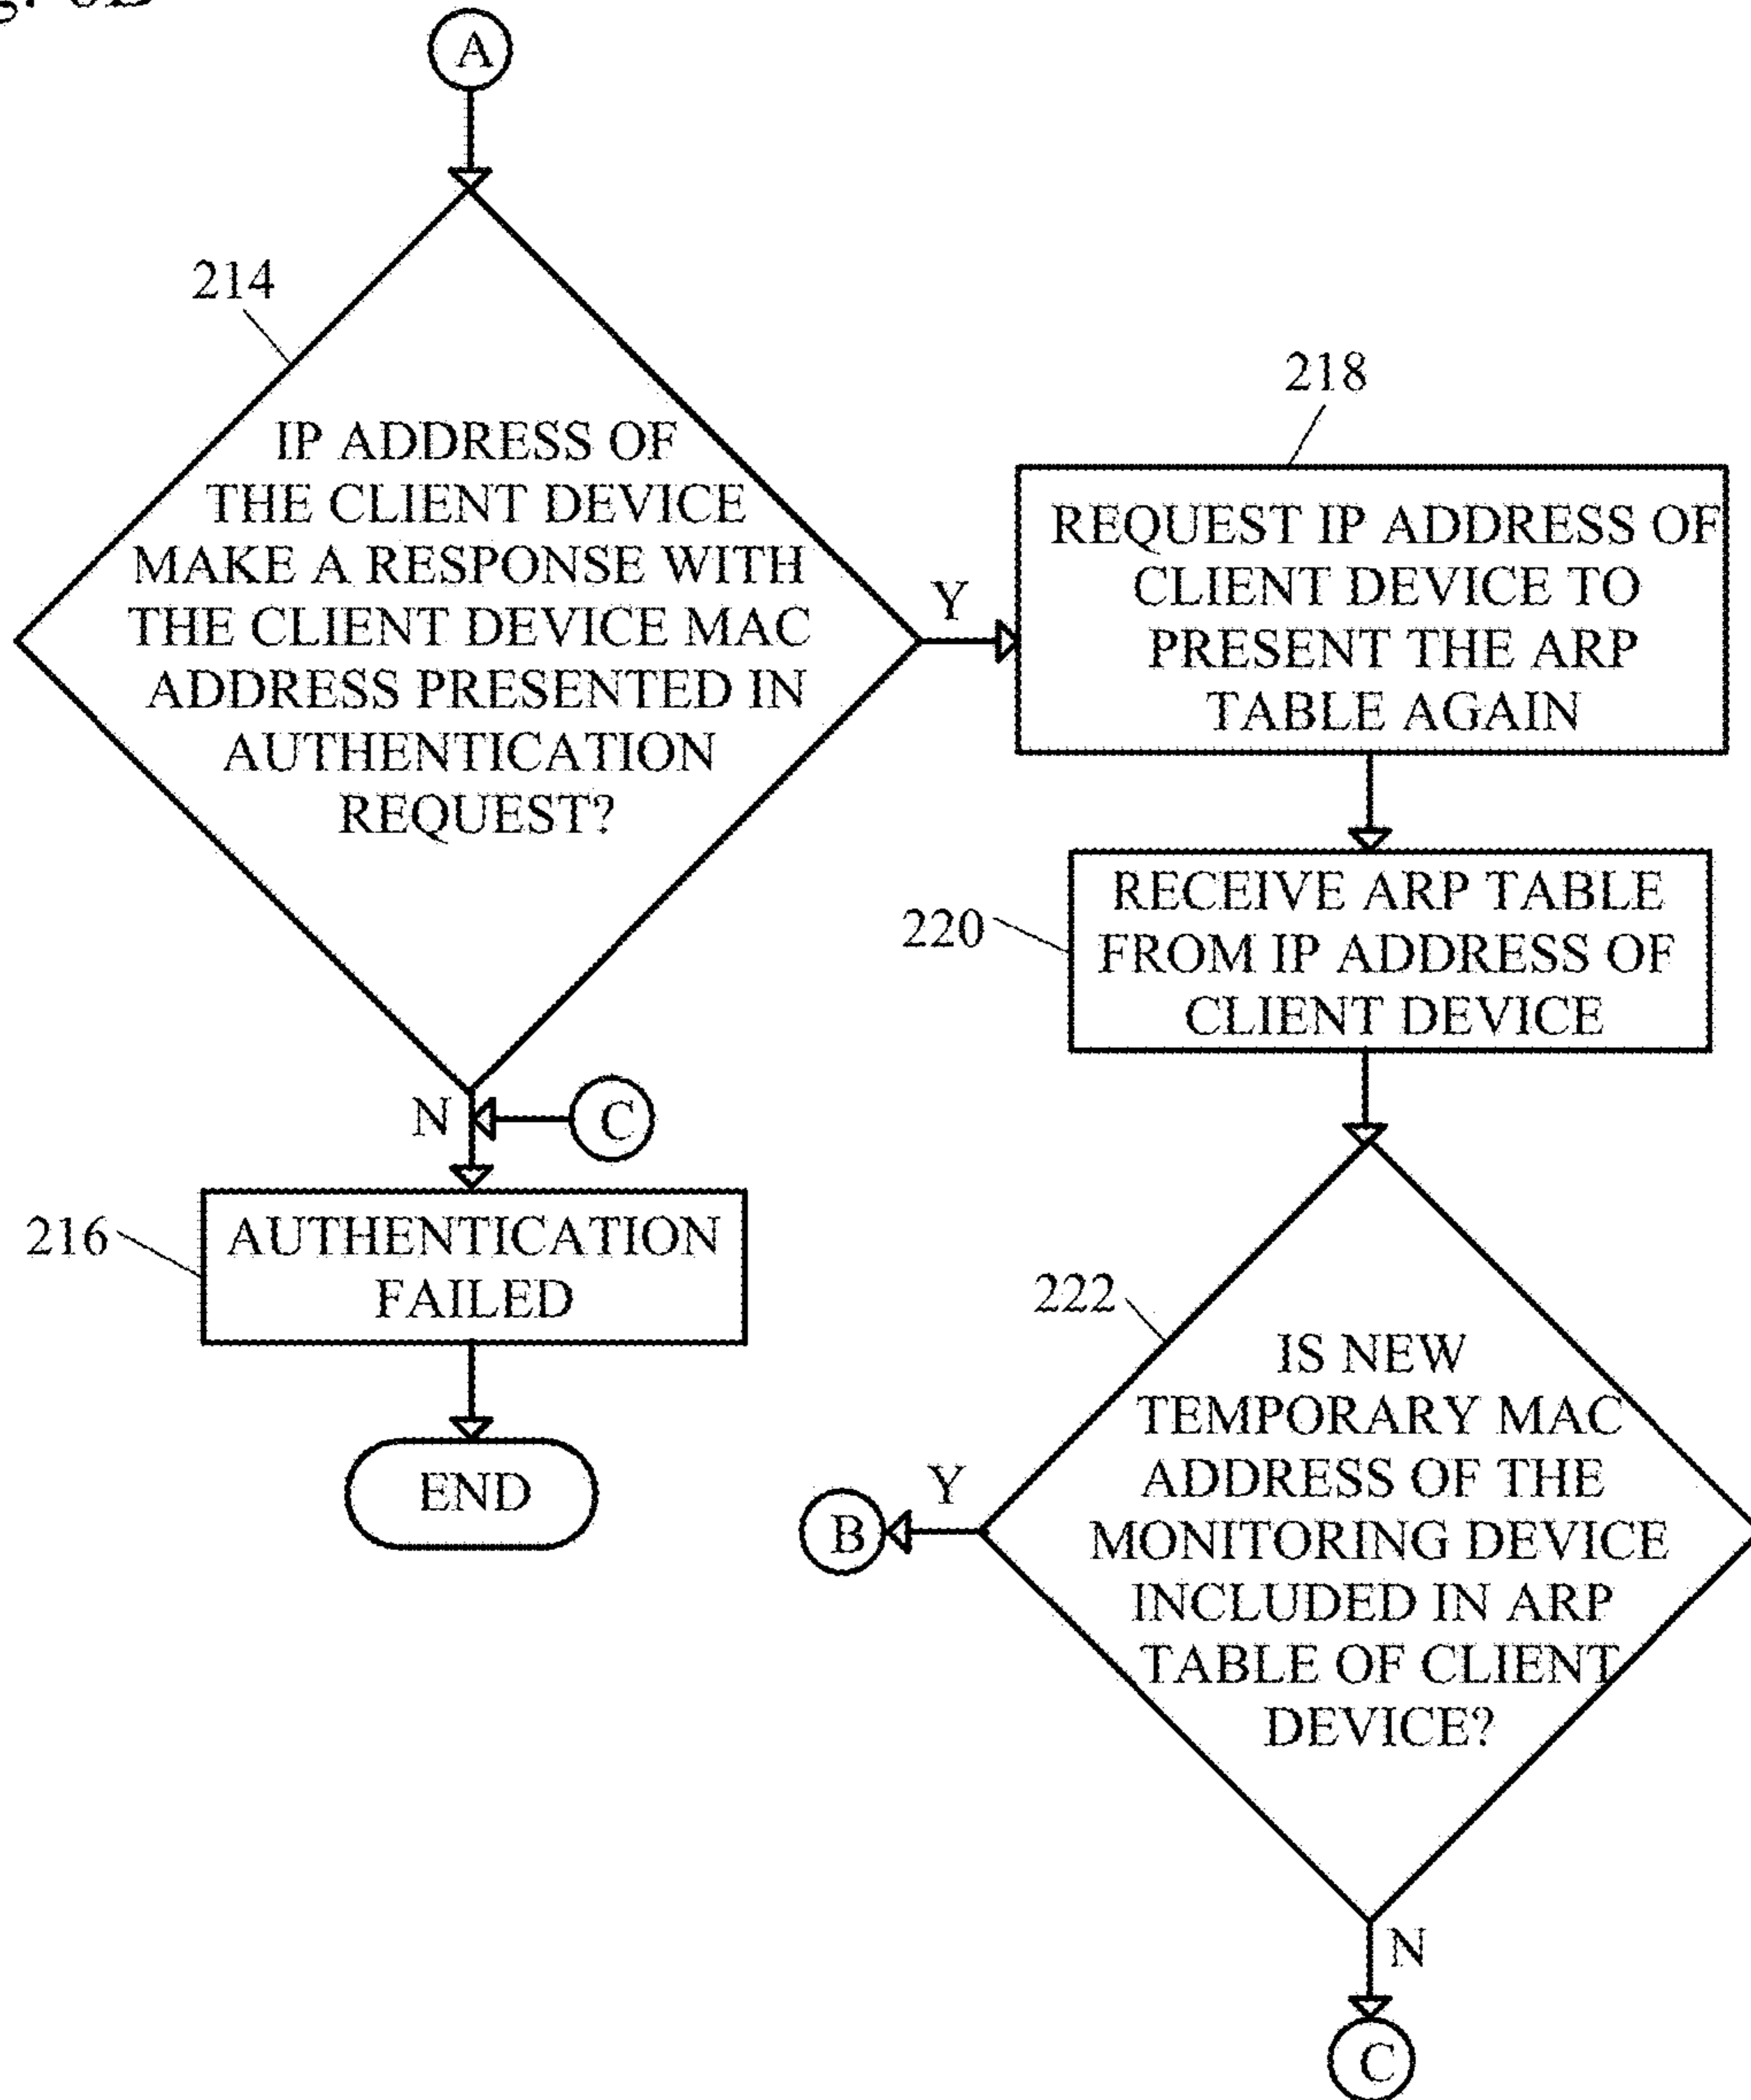 A
214
IP ADDRESS OF
THE CLIENT DEVICE
MAKE A RESPONSE WITH
THE CLIENT DEVICE MAC
ADDRESS PRESENTED IN
AUTHENTICATION
REQUEST?
Y
218
REQUEST IP ADDRESS OF
CLIENT DEVICE TO
PRESENT THE ARP
TABLE AGAIN
220
RECEIVE ARP TABLE
FROM IP ADDRESS OF
CLIENT DEVICE
N
C
216
AUTHENTICATION
FAILED
END
222
IS NEW
TEMPORARY MAC
ADDRESS OF THE
MONITORING DEVICE
INCLUDED IN ARP
TABLE OF CLIENT
DEVICE?
Y
B
N
C